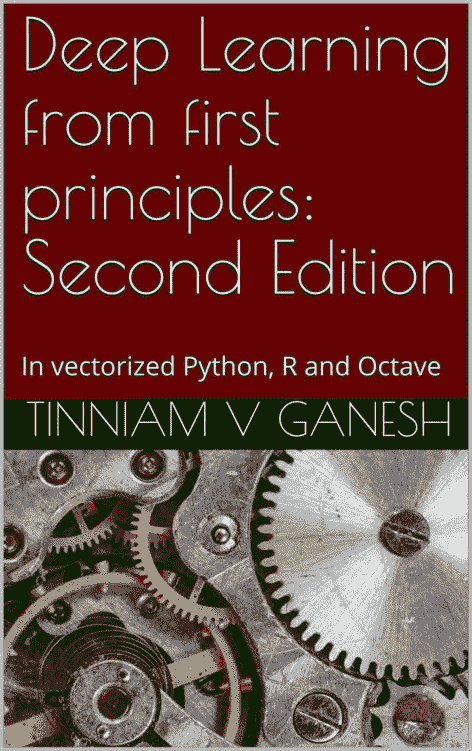 Deep Learning
from first
principles:
Second Edition
In vectorized Python, R and Octave
TINNIAM V GANESH